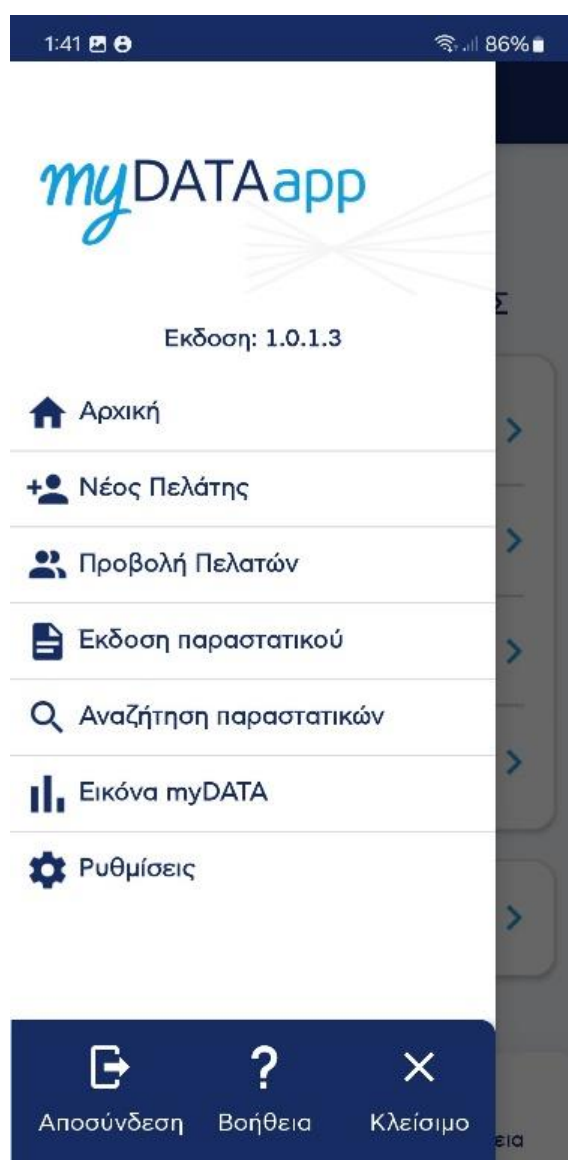 1:41
86%
myDATAapp
Σ
Εκδοση: 1.0.1.3
Αρχική
Νέος Πελάτης
Προβολή Πελατών
Εκδοση παραστατικού
Αναζήτηση παραστατικών
Εικόνα myDATA
Ρυθμίσεις
Αποσύνδεση
Βοήθεια
Κλείσιμο
εια